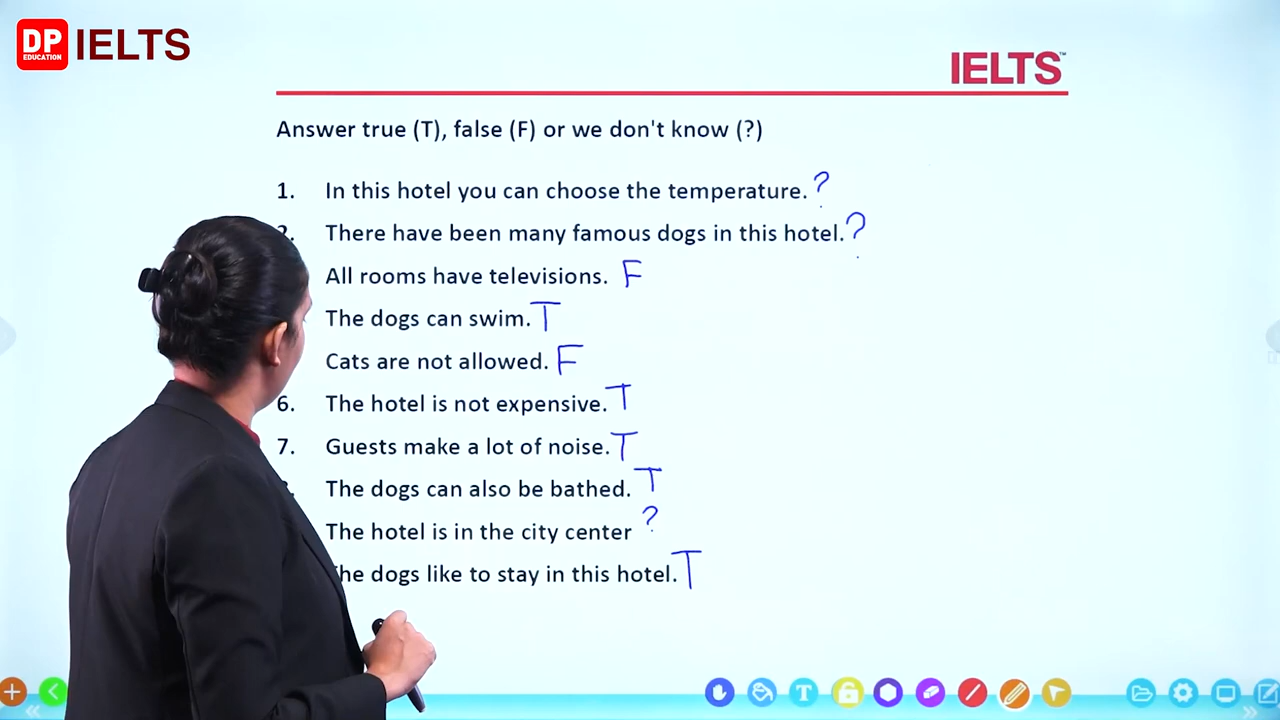 DP
EDUCATION
IELTS
IELTS™
Answer true (T), false (F) or we don't know (?)
1. In this hotel you can choose the temperature. ?
There have been many famous dogs in this hotel. ?
All rooms have televisions. F
The dogs can swim. T
Cats are not allowed. F
6. The hotel is not expensive. T
7. Guests make a lot of noise. T
The dogs can also be bathed. T
The hotel is in the city center ?
The dogs like to stay in this hotel. T
T